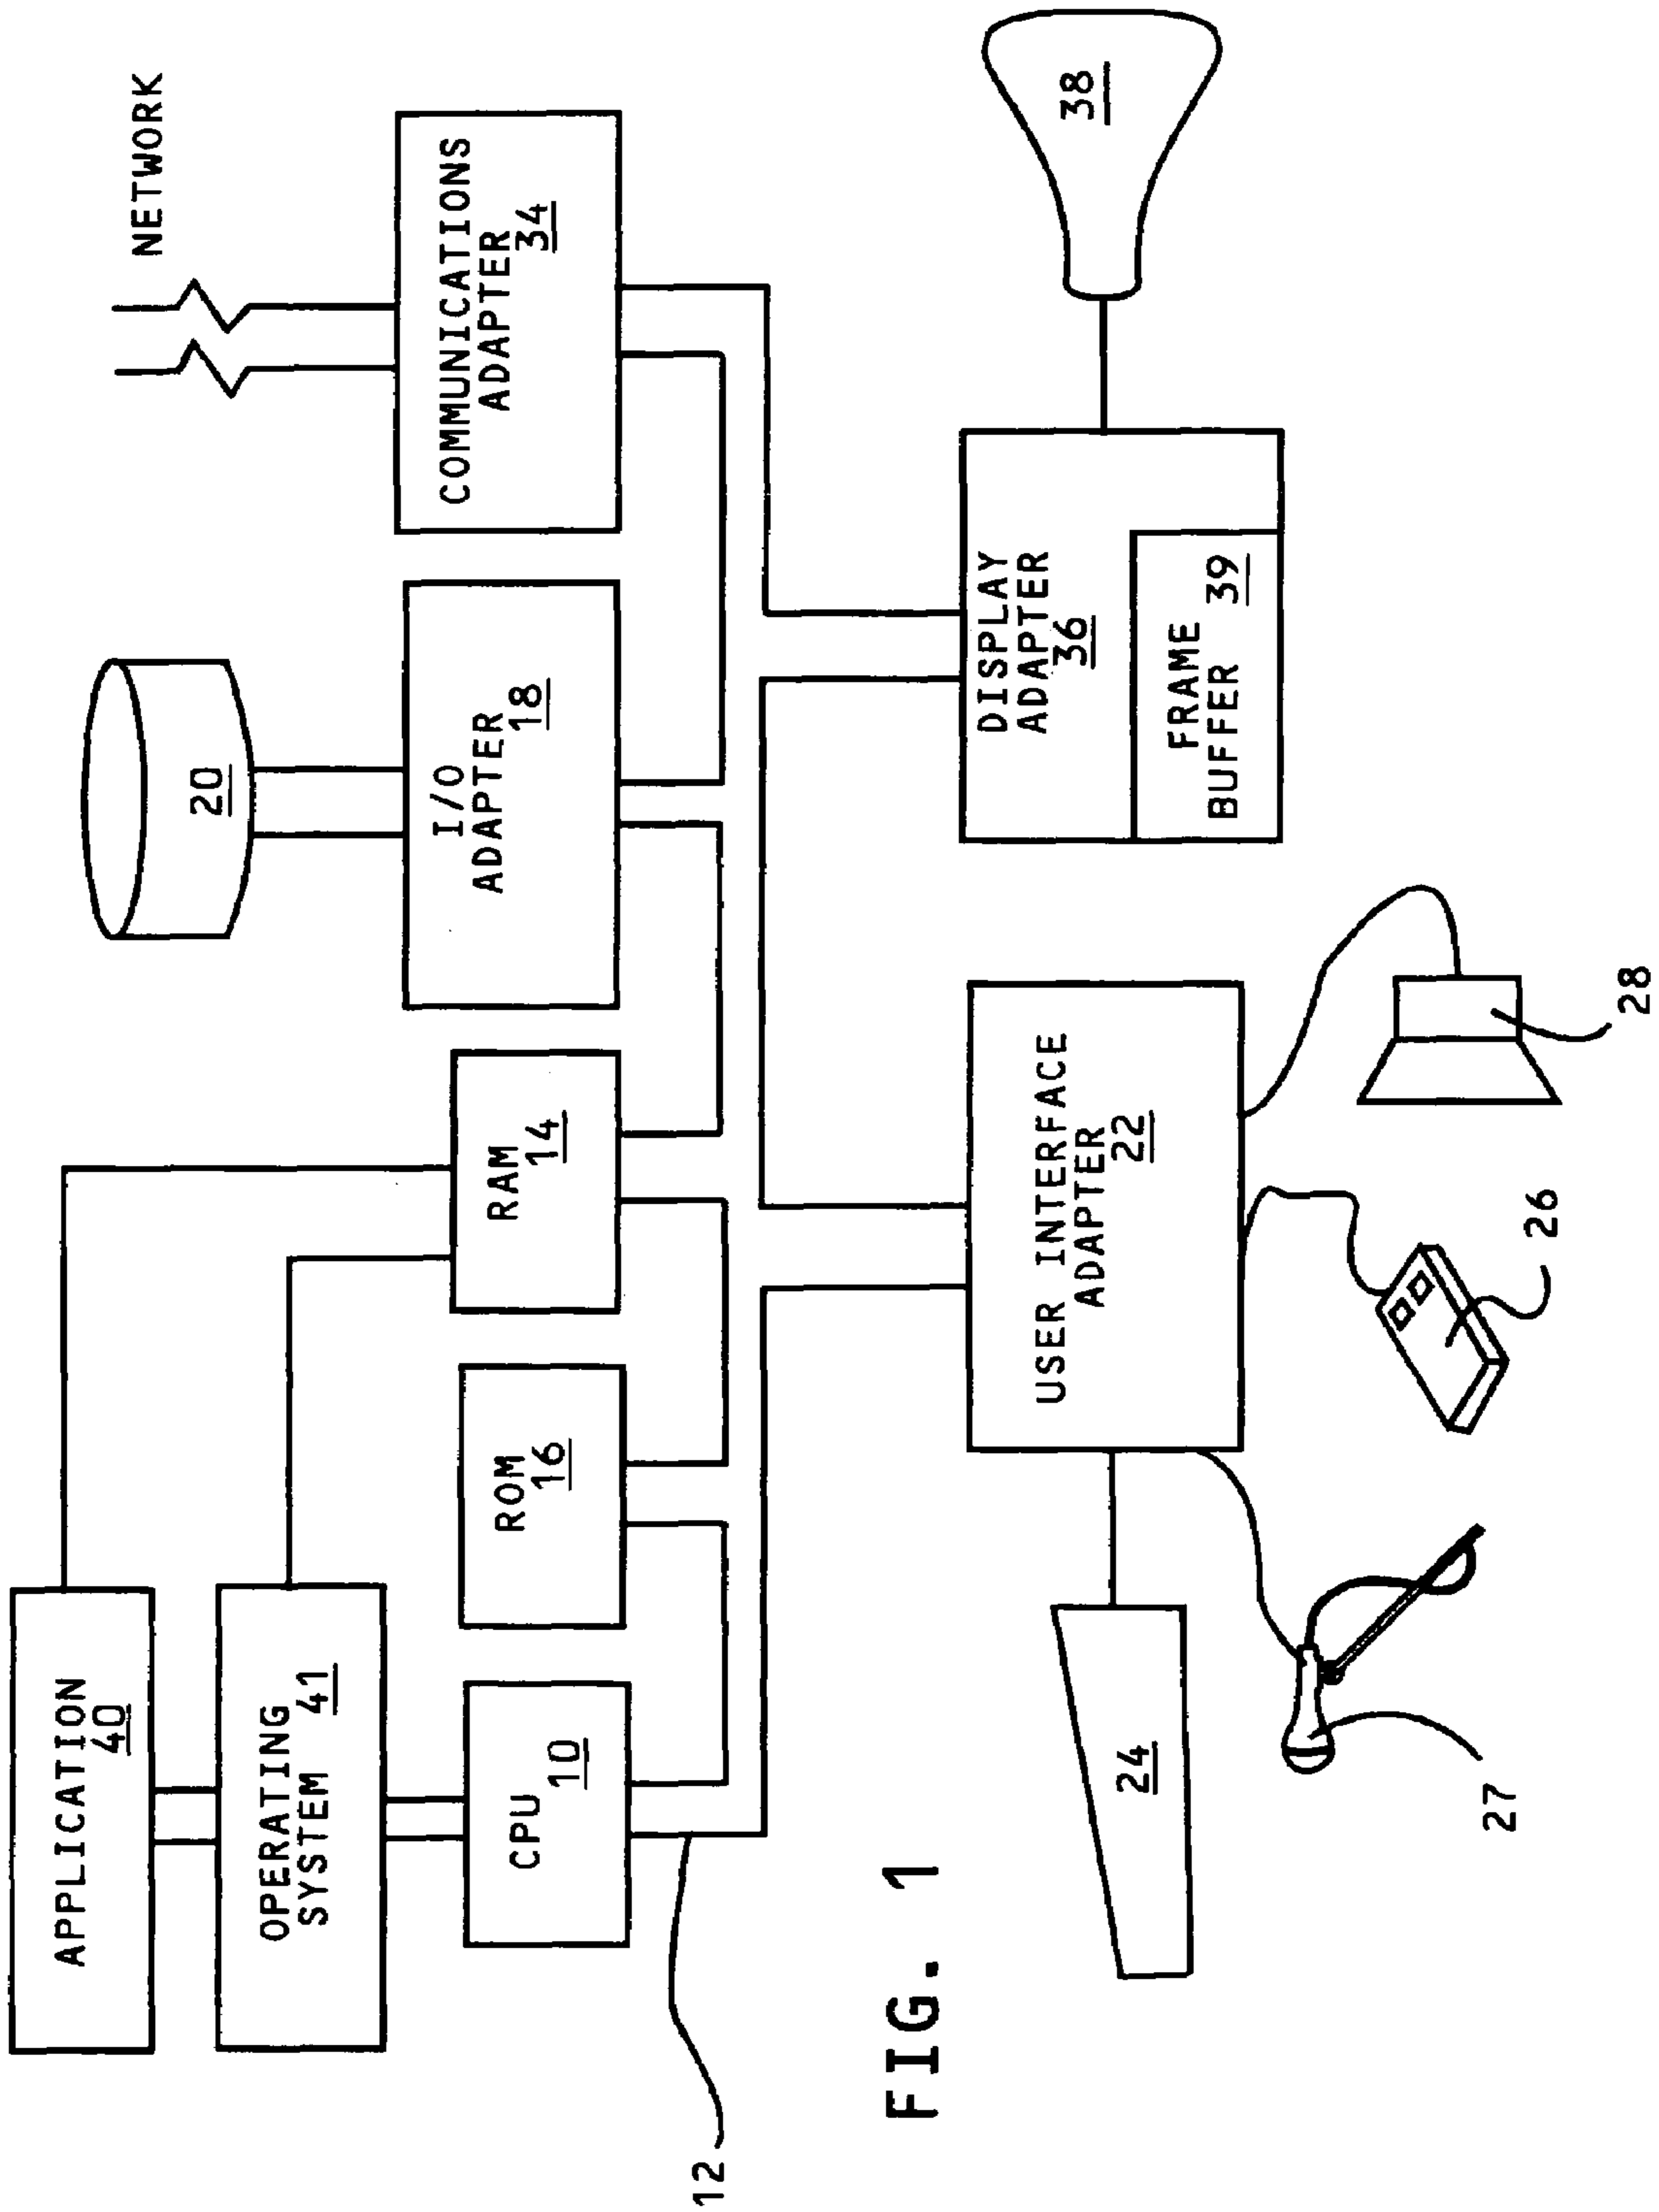 APPLICATION
40
OPERATING
SYSTEM 41
CPU
10
ROM
16
RAM
14
I/O
ADAPTER
18
20
COMMUNICATIONS
ADAPTER
34
NETWORK
12
USER INTERFACE
ADAPTER
22
DISPLAY
ADAPTER
36
FRAME
BUFFER 39
38
24
27
26
28
FIG. 1